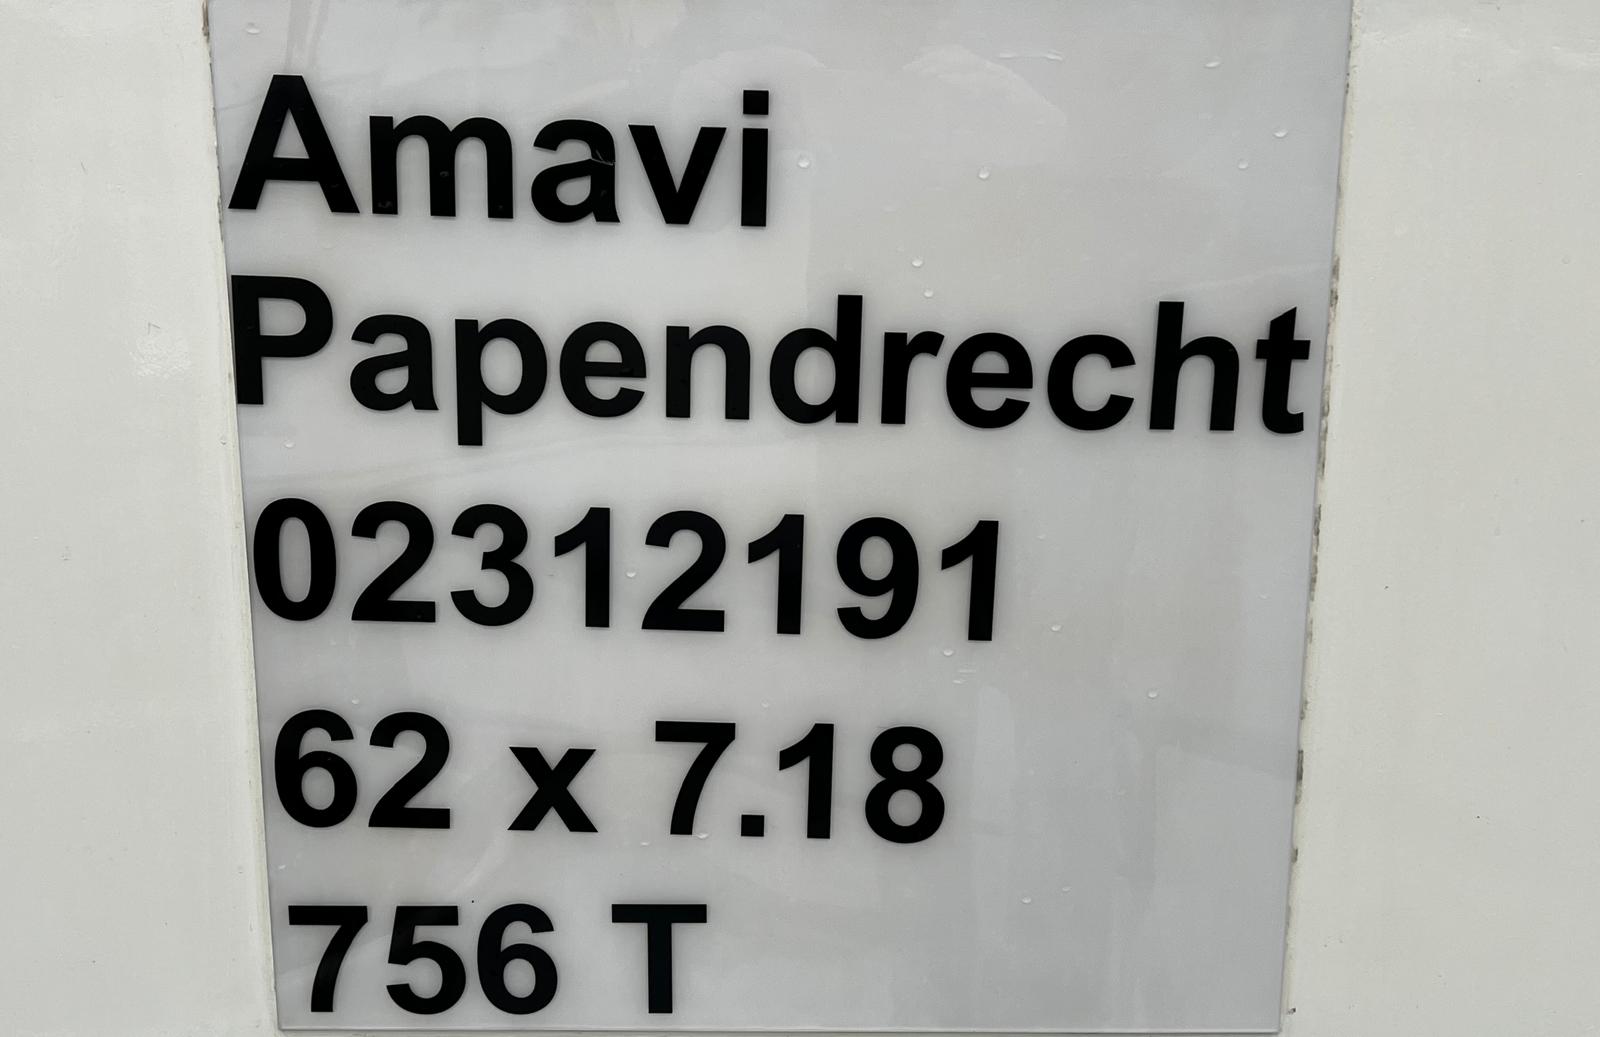 Amavi
Papendrecht
02312191
62 x 7.18
756 T